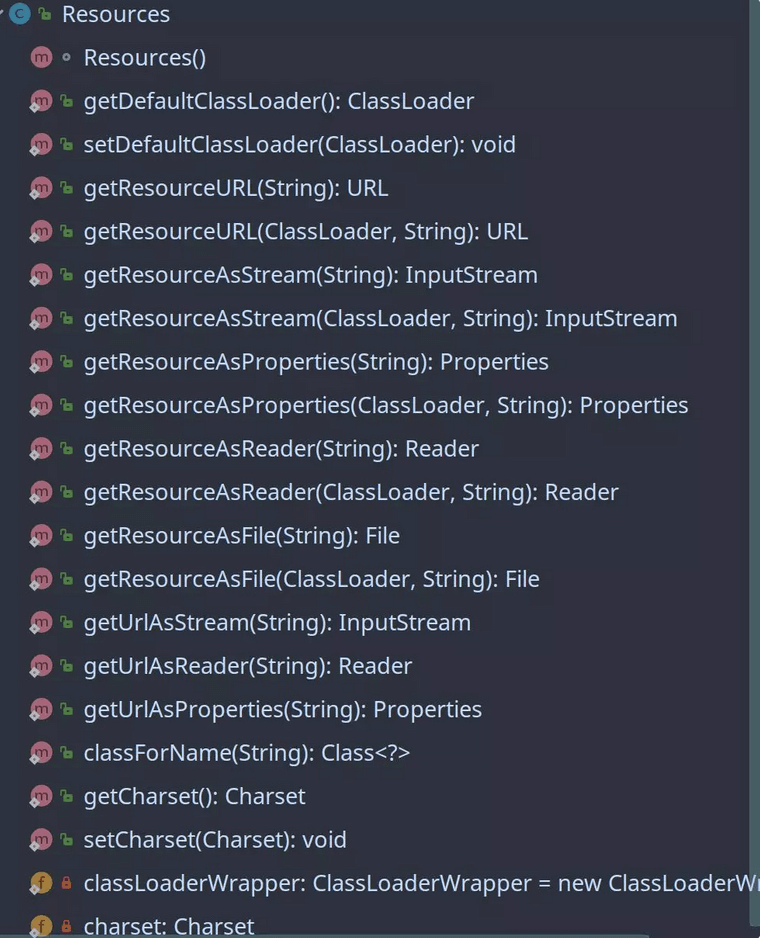 Resources
Resources()
getDefaultClassLoader(): ClassLoader
setDefaultClassLoader(ClassLoader): void
getResourceURL(String): URL
getResourceURL(ClassLoader, String): URL
getResourceAsStream(String): InputStream
getResourceAsStream(ClassLoader, String): InputStream
getResourceAsProperties(String): Properties
getResourceAsProperties(ClassLoader, String): Properties
getResourceAsReader(String): Reader
getResourceAsReader(ClassLoader, String): Reader
getResourceAsFile(String): File
getResourceAsFile(ClassLoader, String): File
getUrlAsStream(String): InputStream
getUrlAsReader(String): Reader
getUrlAsProperties(String): Properties
classForName(String): Class<?>
getCharset(): Charset
setCharset(Charset): void
classLoaderWrapper: ClassLoaderWrapper = new ClassLoaderWr
charset: Charset